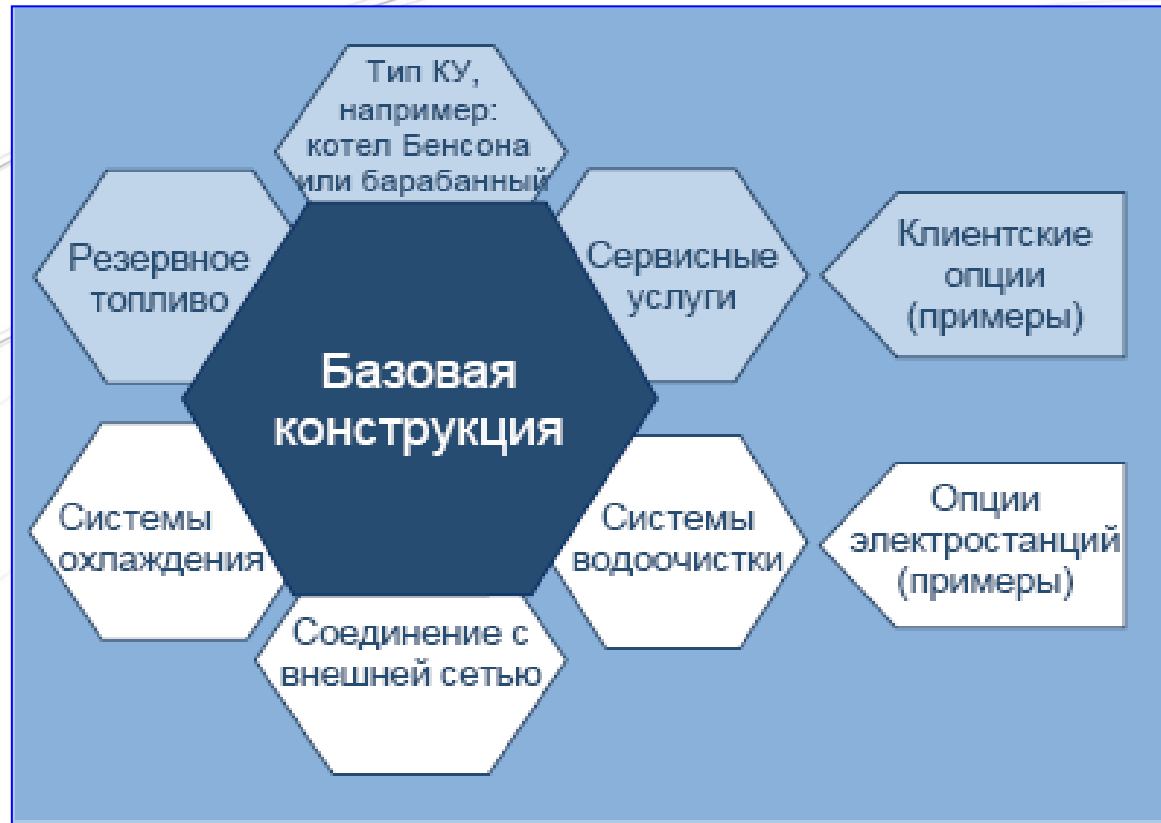 Тип КУ,
например:
котел Бенсона
или барабанный
Резервное
топливо
Сервисные
услуги
Клиентские
опции
(примеры)
Базовая
конструкция
Системы
охлаждения
Системы
водоочистки
Опции
электростанций
(примеры)
Соединение с
внешней сетью